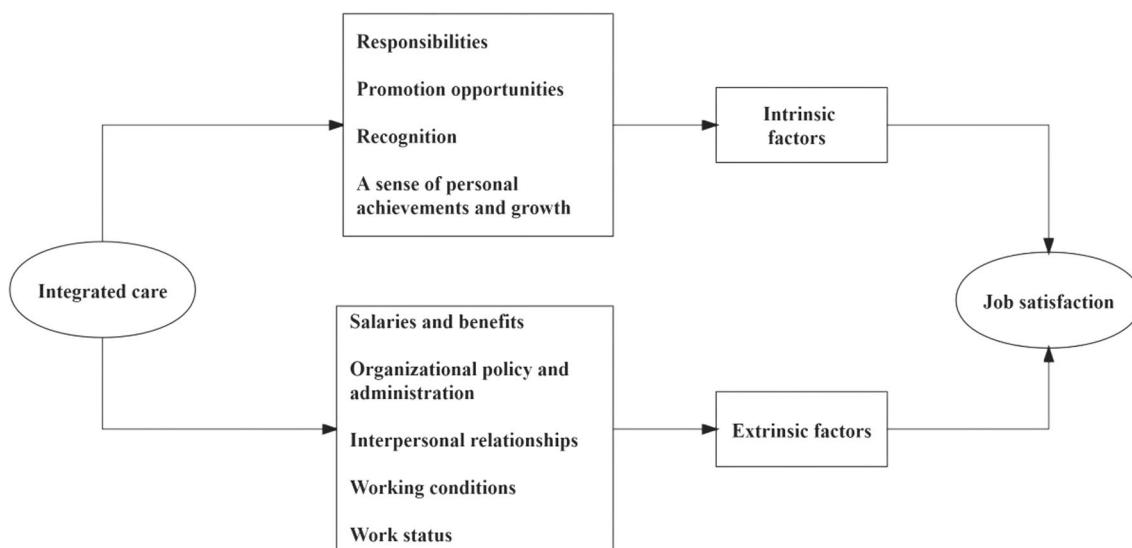 Responsibilities
Promotion opportunities
Recognition
A sense of personal
achievements and growth
Intrinsic
factors
Integrated care
Job satisfaction
Salaries and benefits
Organizational policy and
administration
Interpersonal relationships
Working conditions
Work status
Extrinsic factors